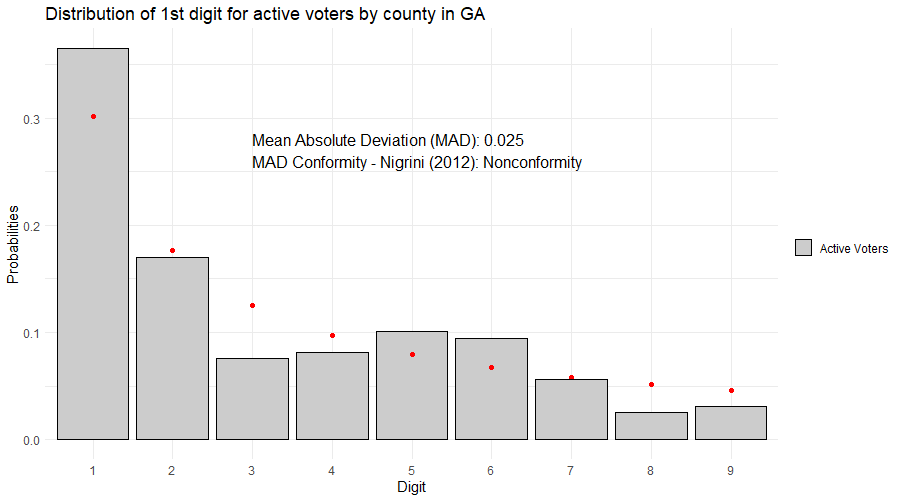 Distribution of 1st digit for active voters by county in GA
Mean Absolute Deviation (MAD): 0.025
MAD Conformity - Nigrini (2012): Nonconformity
Probabilities
0.3
0.2
0.1
0.0
1 2 3 4 5 6 7 8 9
Digit
Active Voters